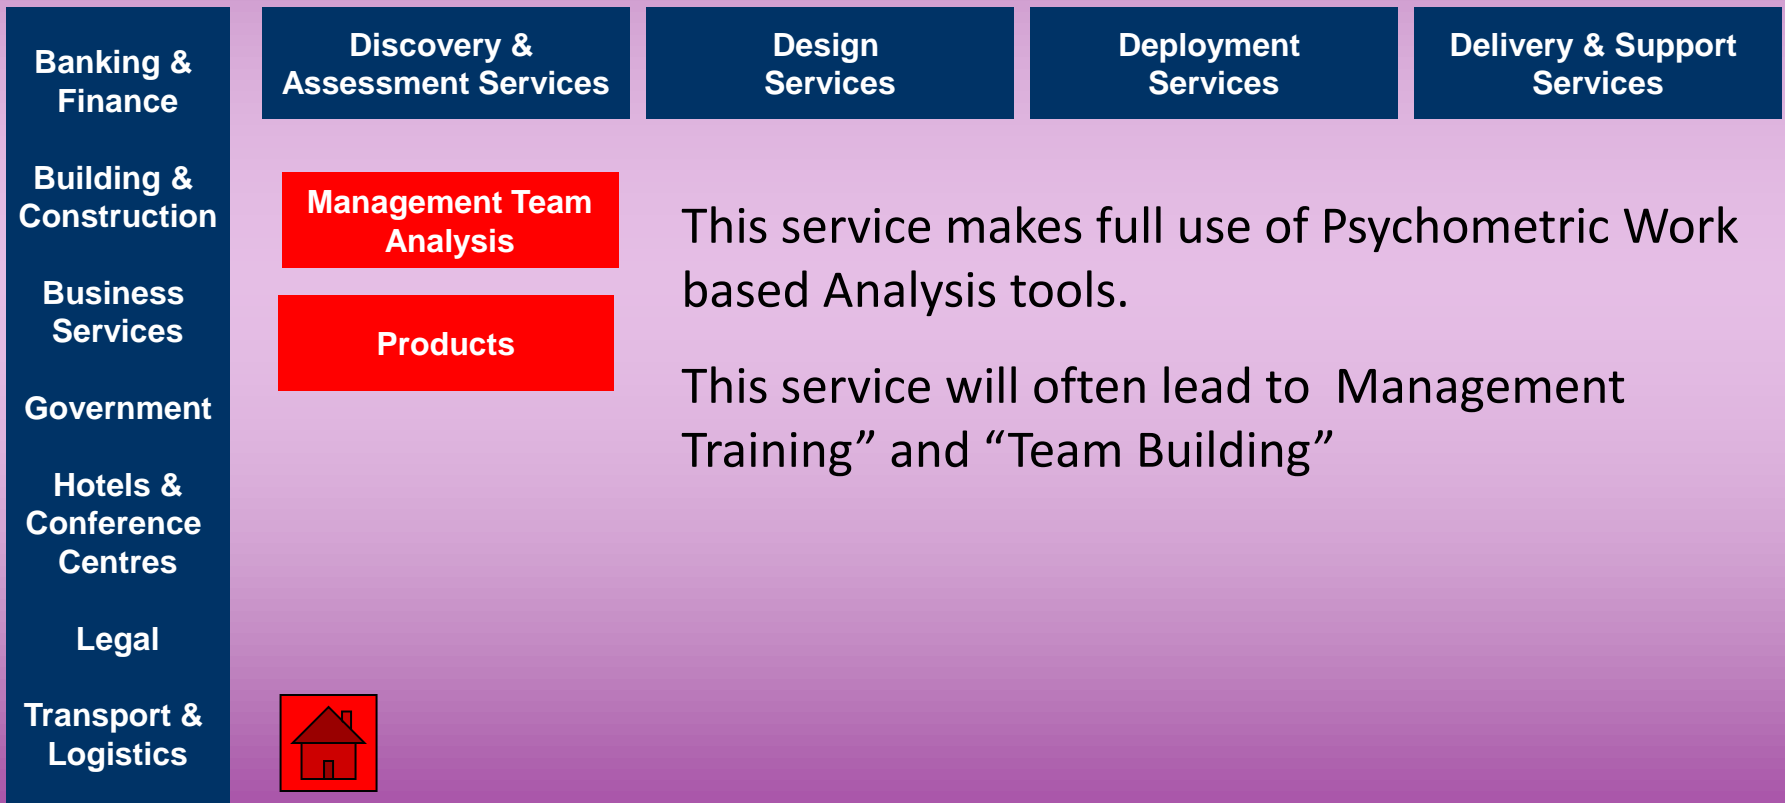 Banking &
Finance
Building &
Construction
Business
Services
Government
Hotels &
Conference
Centres
Legal
Transport &
Logistics
Discovery &
Assessment Services
Design
Services
Deployment
Services
Delivery & Support
Services
Management Team
Analysis
Products
This service makes full use of Psychometric Work
based Analysis tools.
This service will often lead to  Management
Training” and “Team Building”